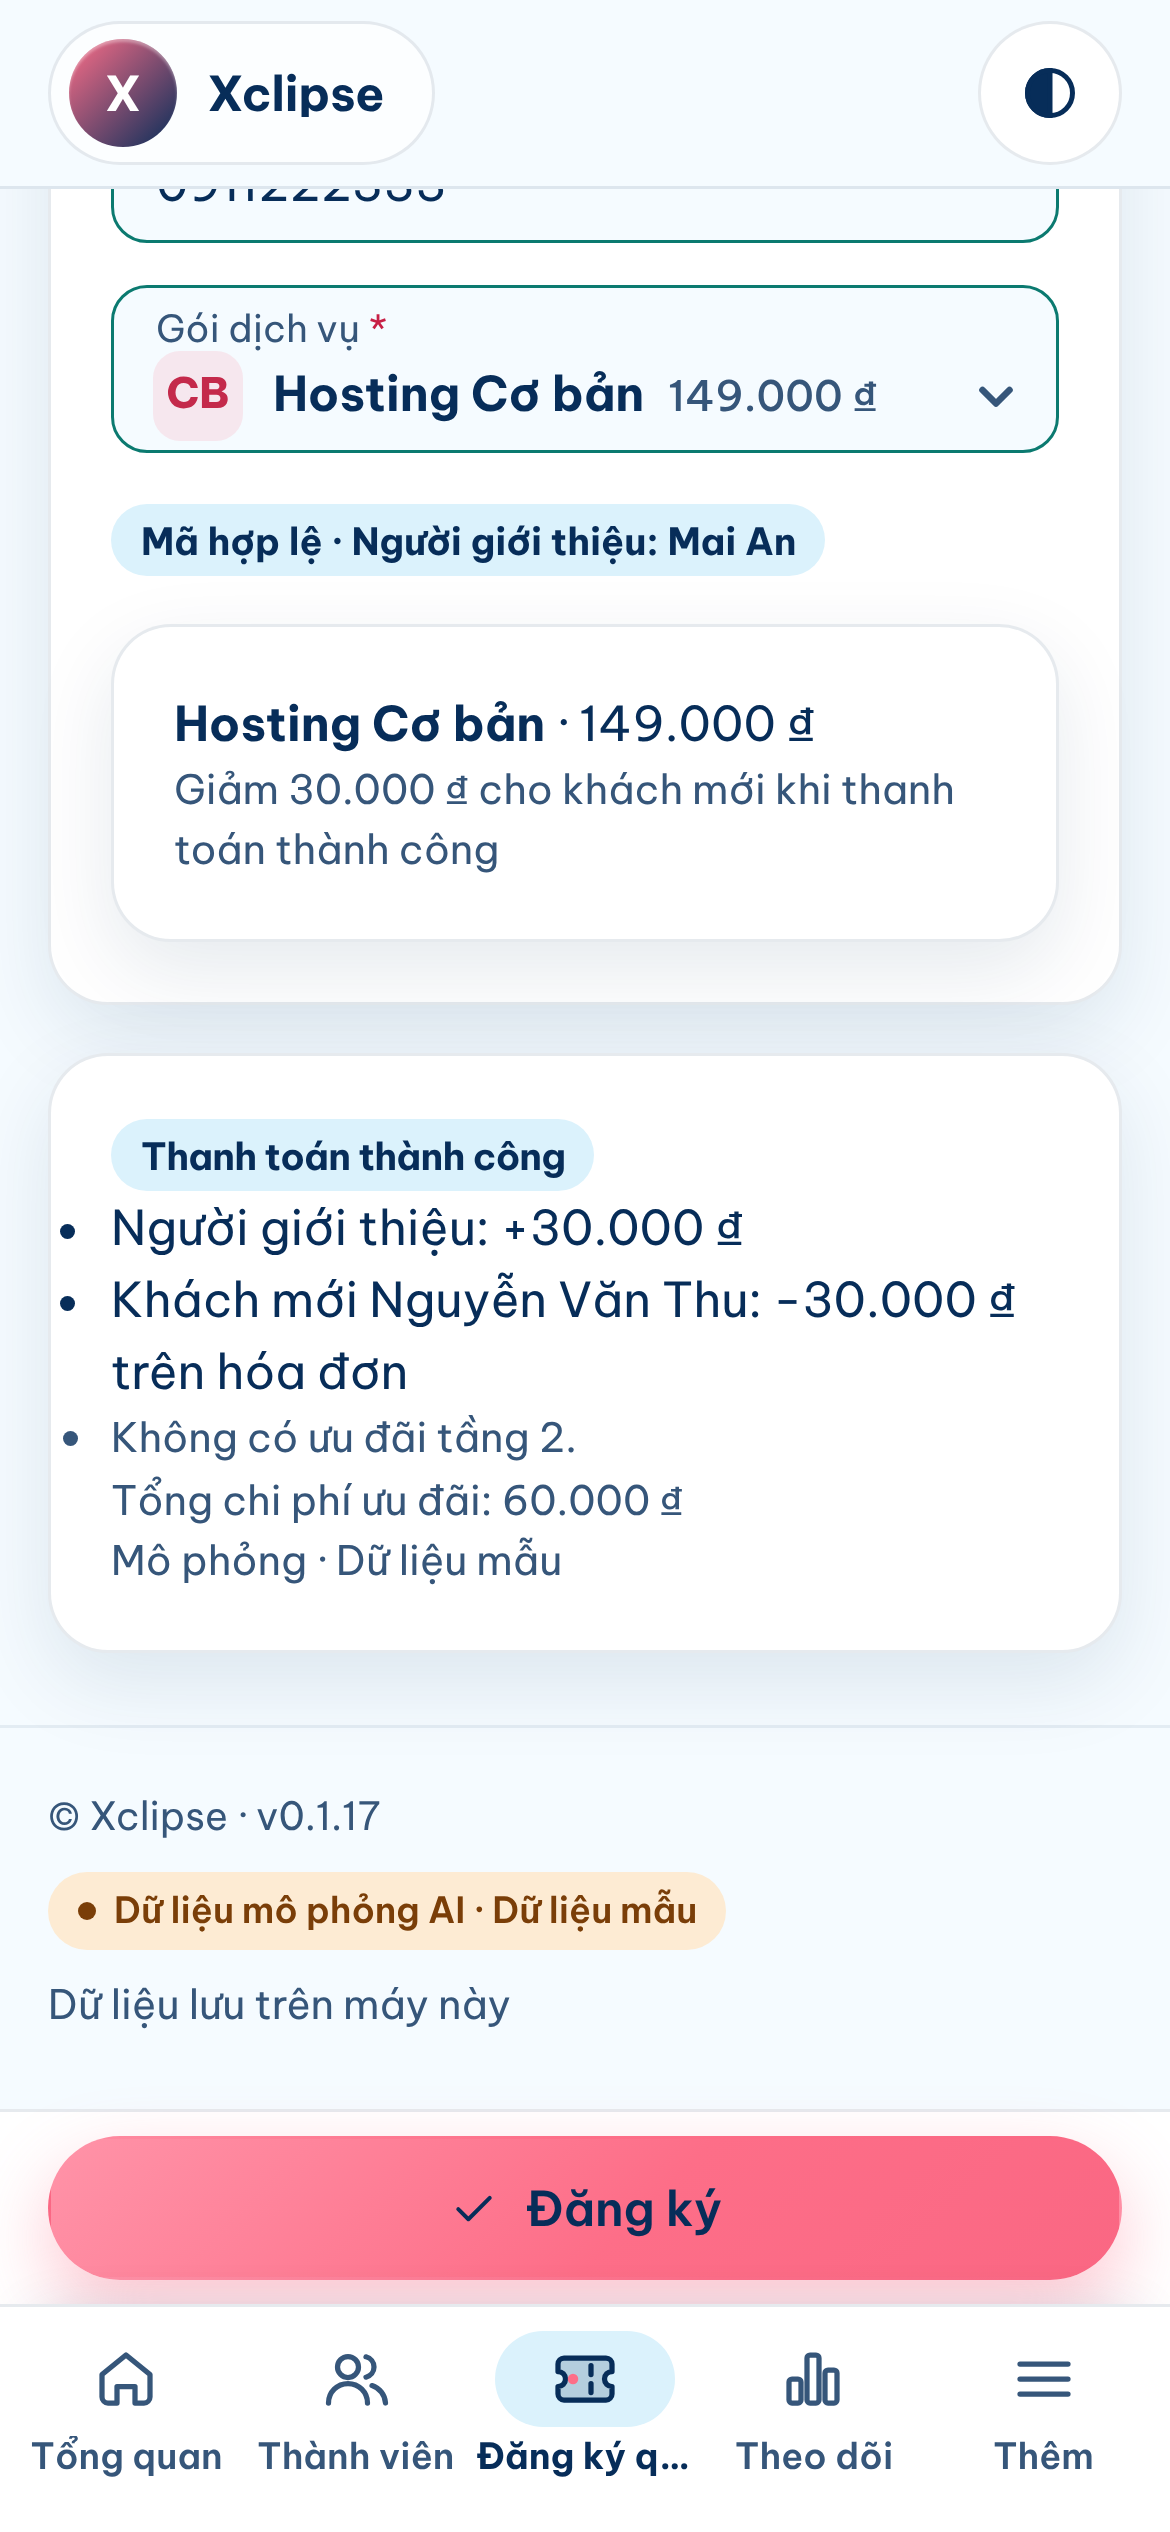 X Xclipse
Gói dịch vụ *
CB Hosting Cơ bản 149.000 ₫
Mã hợp lệ · Người giới thiệu: Mai An
Hosting Cơ bản · 149.000 ₫
Giảm 30.000 ₫ cho khách mới khi thanh
toán thành công
Thanh toán thành công
• Người giới thiệu: +30.000 ₫
• Khách mới Nguyễn Văn Thu: −30.000 ₫
trên hóa đơn
• Không có ưu đãi tầng 2.
Tổng chi phí ưu đãi: 60.000 ₫
Mô phỏng · Dữ liệu mẫu
© Xclipse · v0.1.17
Dữ liệu mô phỏng AI · Dữ liệu mẫu
Dữ liệu lưu trên máy này
Đăng ký
Tổng quan Thành viên Đăng ký q... Theo dõi Thêm